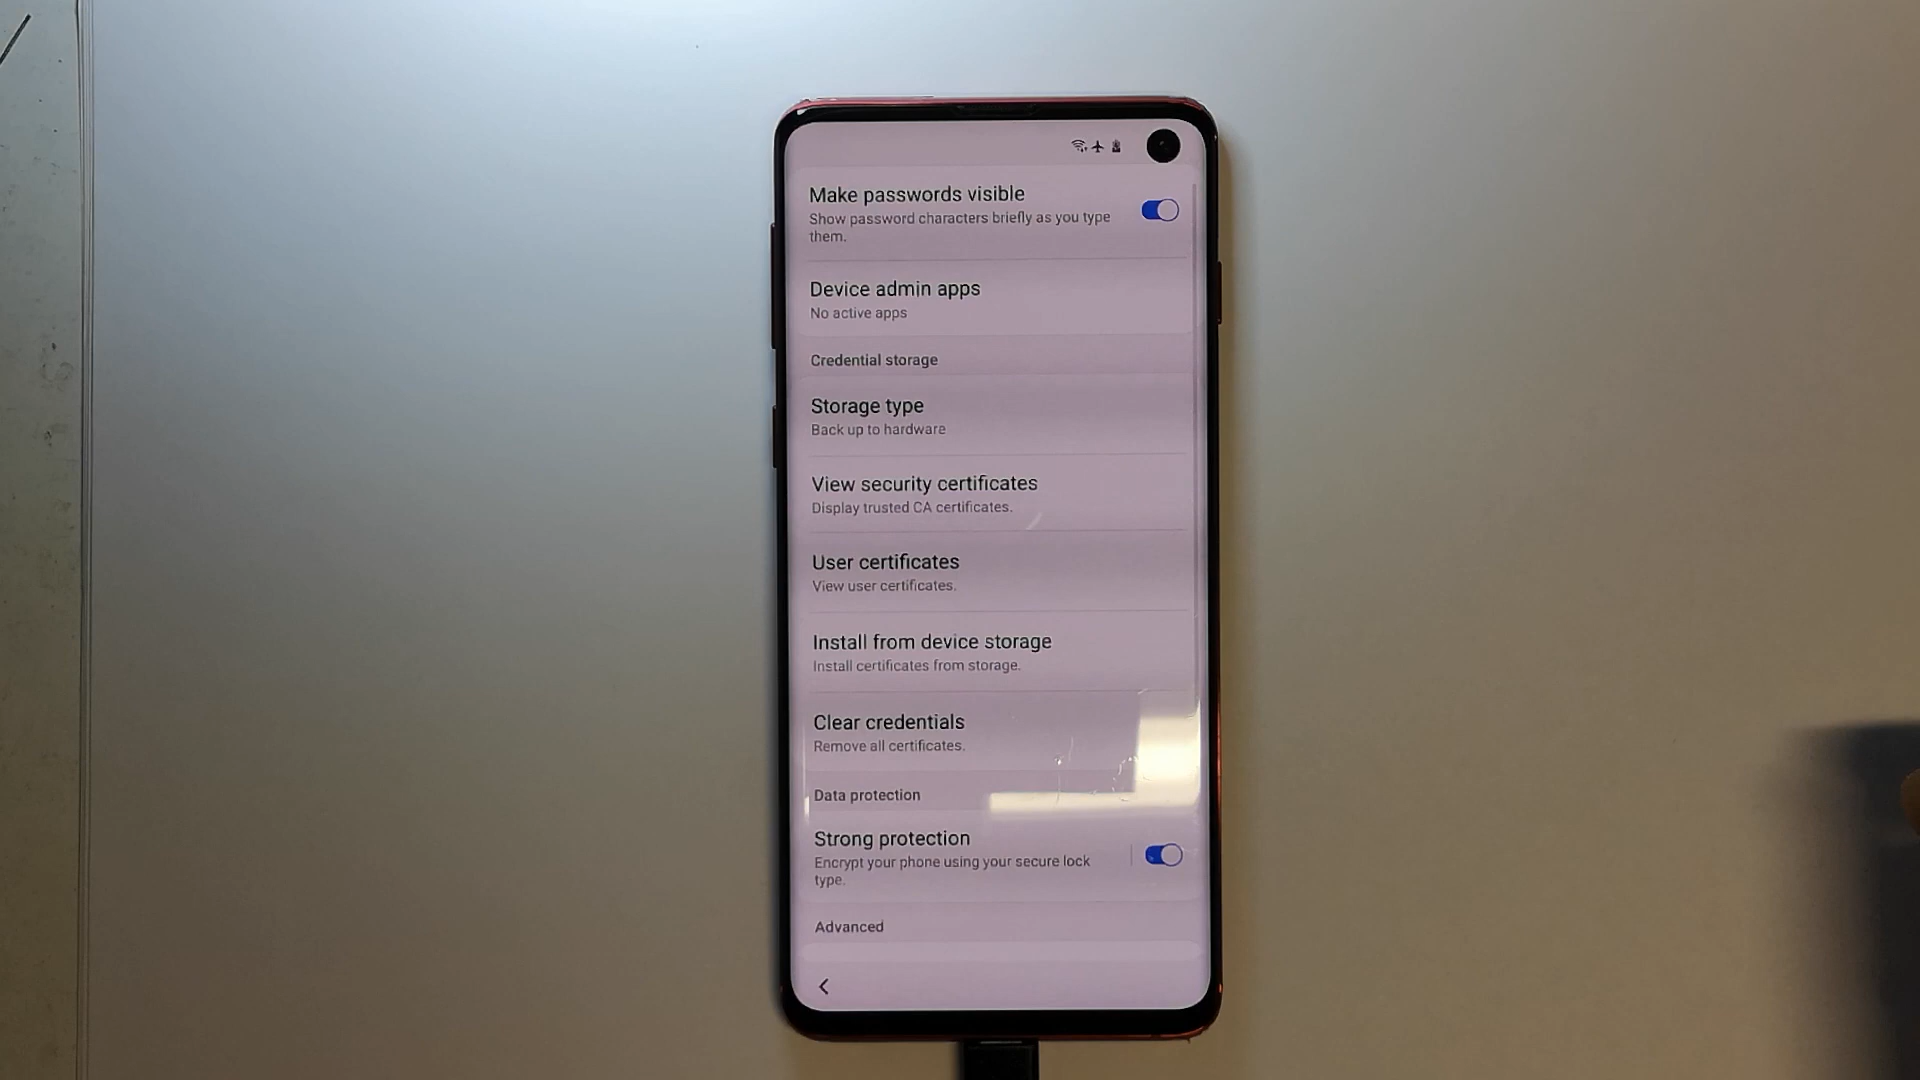 Make passwords visible
Show password characters briefly as you type
them.
Device admin apps
No active apps
Credential storage
Storage type
Back up to hardware
View security certificates
Display trusted CA certificates.
User certificates
View user certificates.
Install from device storage
Install certificates from storage.
Clear credentials
Remove all certificates.
Data protection
Strong protection
Encrypt your phone using your secure lock
type.
Advanced